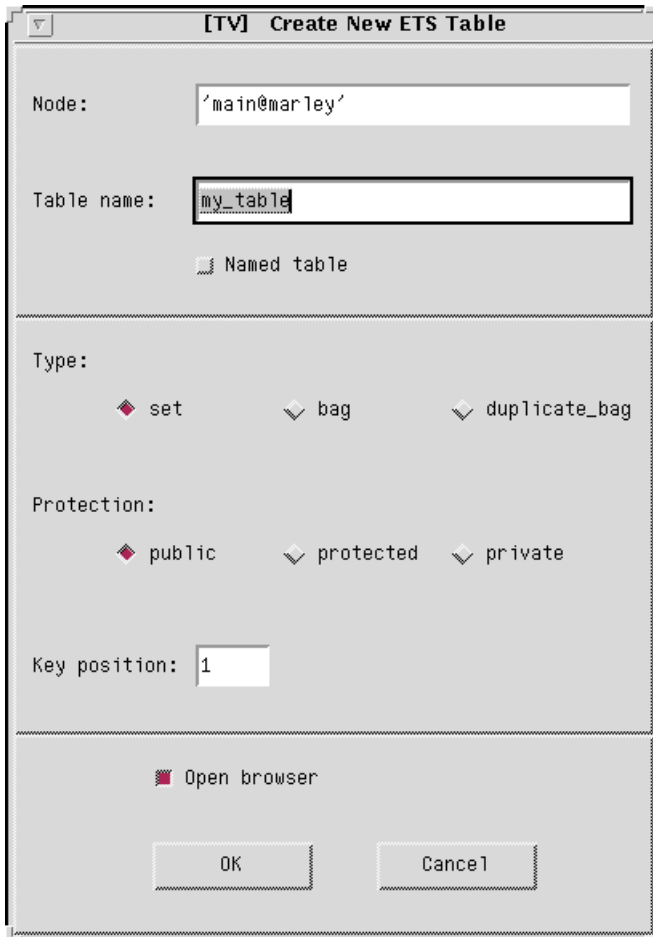 [TV] Create New ETS Table
Node: 'main@marley'
Table name: my_table
Named table
Type:
set bag duplicate_bag
Protection:
public protected private
Key position: 1
Open browser
OK Cancel